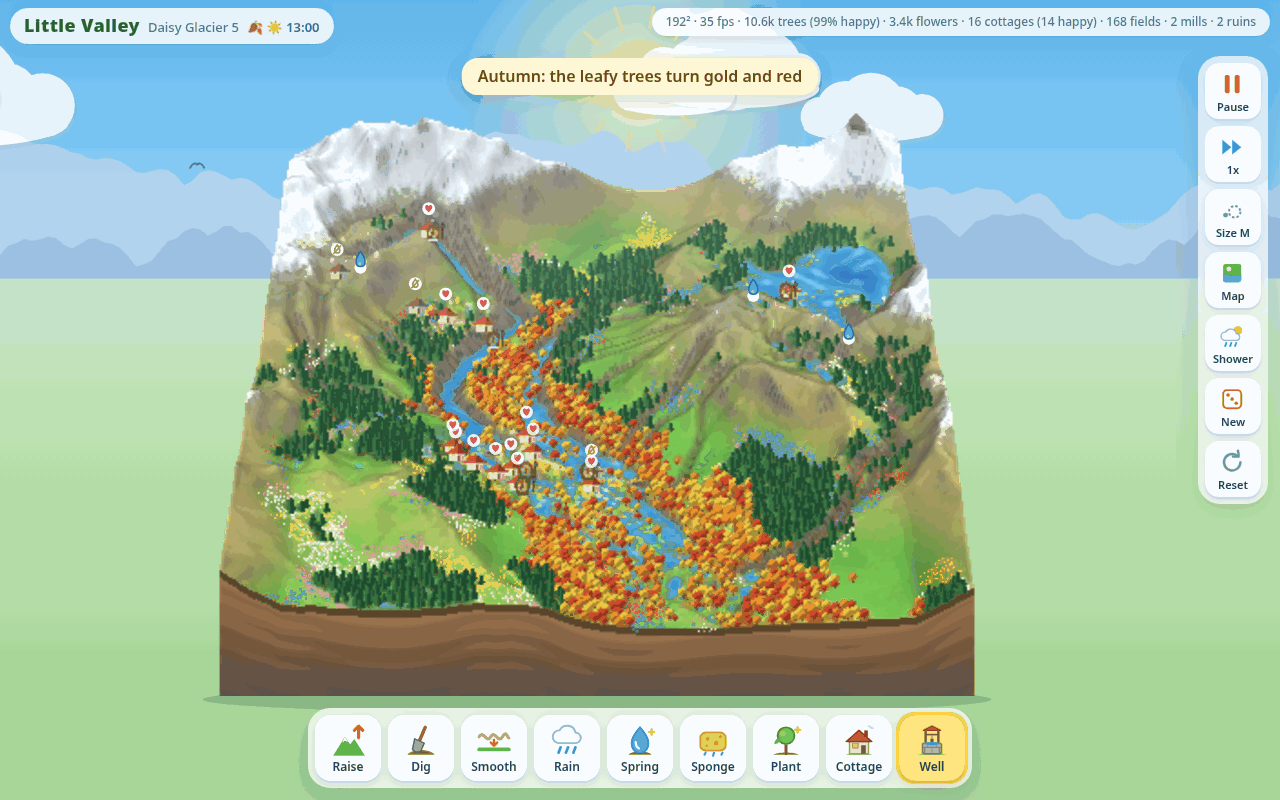 Little Valley Daisy Glacier 5 🍂 ☀️ 13:00
192² · 35 fps · 10.6k trees (99% happy) · 3.4k flowers · 16 cottages (14 happy) · 168 fields · 2 mills · 2 ruins
Autumn: the leafy trees turn gold and red
Pause
1x
Size M
Map
Shower
New
Reset
Raise
Dig
Smooth
Rain
Spring
Sponge
Plant
Cottage
Well